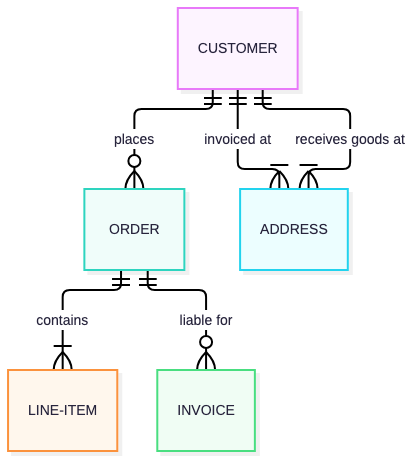 CUSTOMER
places
invoiced at
receives goods at
ORDER
ADDRESS
contains
liable for
LINE-ITEM
INVOICE